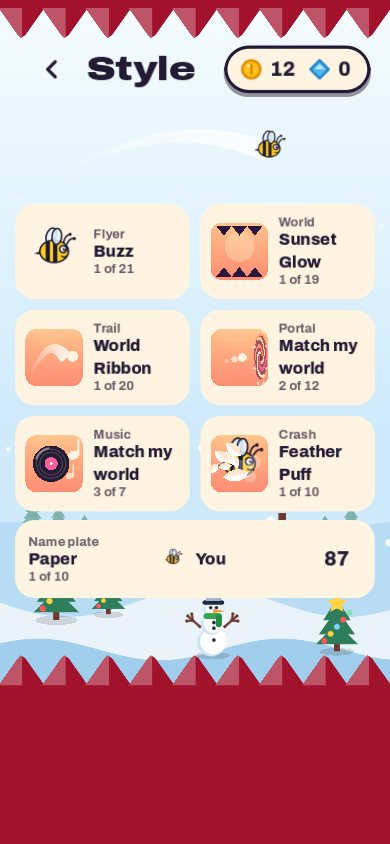 Style
12
0
Flyer
Buzz
1 of 21
World
Sunset
Glow
1 of 19
Trail
World
Ribbon
1 of 20
Portal
Match my
world
2 of 12
Music
Match my
world
3 of 7
Crash
Feather
Puff
1 of 10
Name plate
Paper
1 of 10
You
87